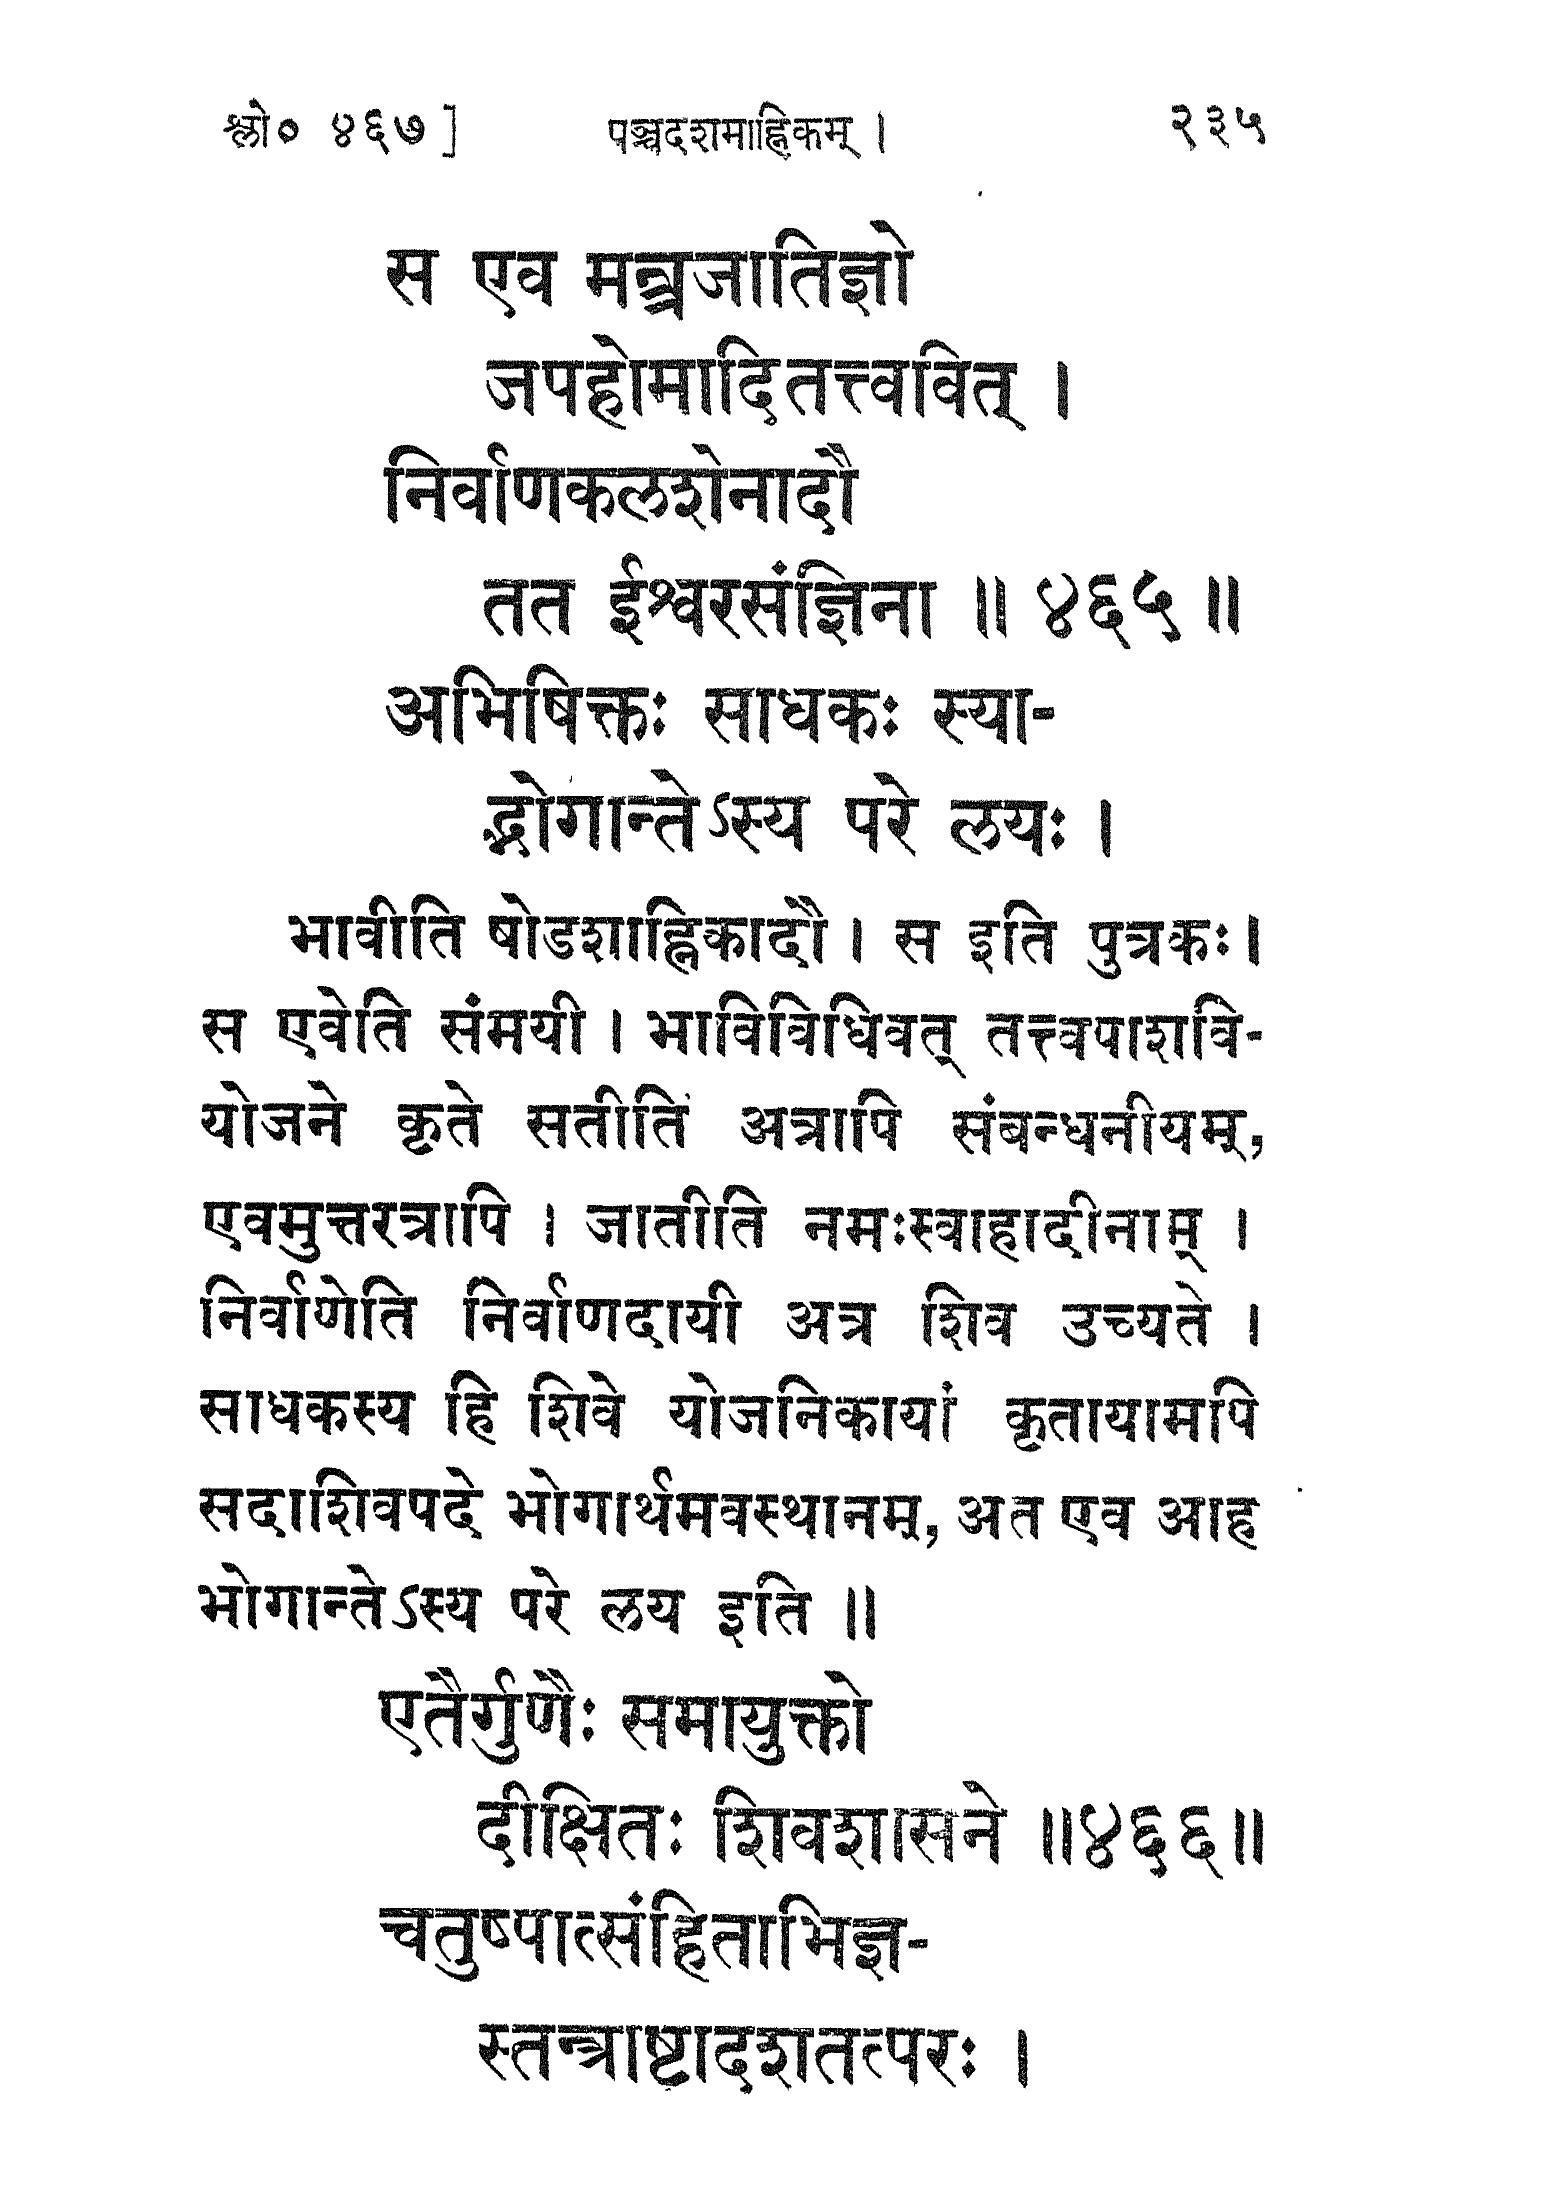 श्लो० ४६७] पञ्चदशमाह्निकम् । २३५
स एव मन्त्रजातिज्ञो
जपहोमादितत्त्ववित् ।
निर्वाणकलशेनादौ
तत ईश्वरसंज्ञिना ॥ ४६५ ॥
अभिषिक्तः साधकः स्या-
द्भोगान्तेऽस्य परे लयः ।
भावीति षोडशाह्निकादौ । स इति पुत्रकः।
स एवेति संमयी । भाविविधिवत् तत्त्वपाशवि-
योजने कृते सतीति अत्रापि संबन्धनीयम्,
एवमुत्तरत्रापि । जातीति नमःस्वाहादीनाम् ।
निर्वाणेति निर्वाणदायी अत्र शिव उच्यते ।
साधकस्य हि शिवे योजनिकायां कृतायामपि
सदाशिवपदे भोगार्थमवस्थानम्, अत एव आह
भोगान्तेऽस्य परे लय इति ॥
एतैर्गुणैः समायुक्तो
दीक्षितः शिवशासने ॥४६६॥
चतुष्पात्संहिताभिज्ञ-
स्तन्त्राष्टादशतत्परः ।